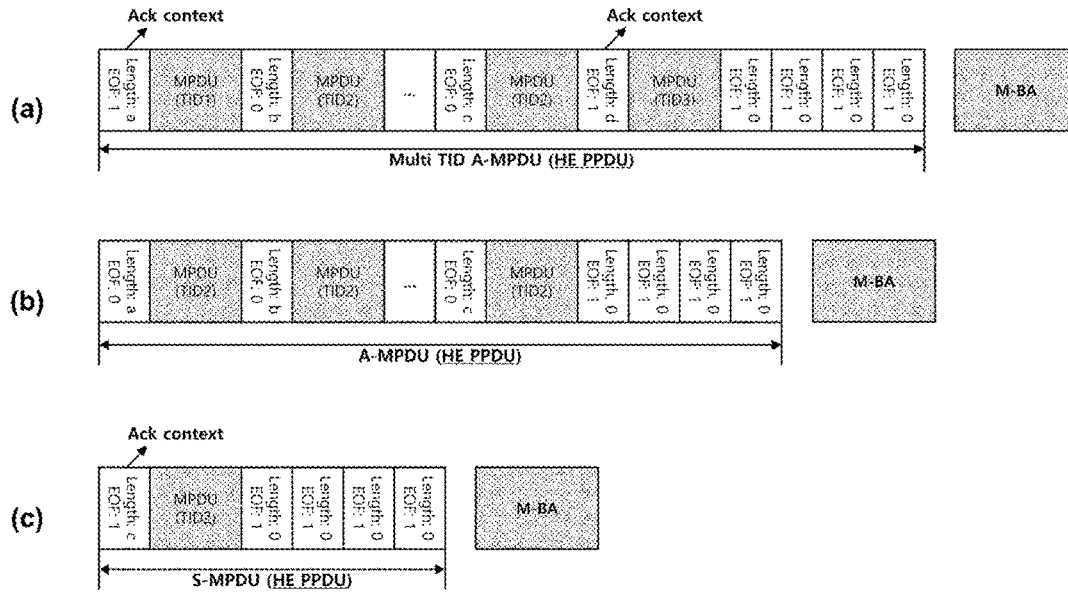 Ack context
Ack context
(a)
Length: a
EOF: 1
MPDU
(TID1)
Length: b
EOF: 0
MPDU
(TID2)
...
Length: c
EOF: 0
MPDU
(TID2)
Length: d
EOF: 1
MPDU
(TID3)
Length: 0
EOF: 1
Length: 0
EOF: 1
Length: 0
EOF: 1
Length: 0
EOF: 1
M-BA
Multi TID A-MPDU (HE PPDU)
(b)
Length: a
EOF: 0
MPDU
(TID2)
Length: b
EOF: 0
MPDU
(TID2)
...
Length: c
EOF: 0
MPDU
(TID2)
Length: 0
EOF: 1
Length: 0
EOF: 1
Length: 0
EOF: 1
Length: 0
EOF: 1
M-BA
A-MPDU (HE PPDU)
Ack context
(c)
Length: c
EOF: 1
MPDU
(TID3)
Length: 0
EOF: 1
Length: 0
EOF: 1
Length: 0
EOF: 1
Length: 0
EOF: 1
M-BA
S-MPDU (HE PPDU)